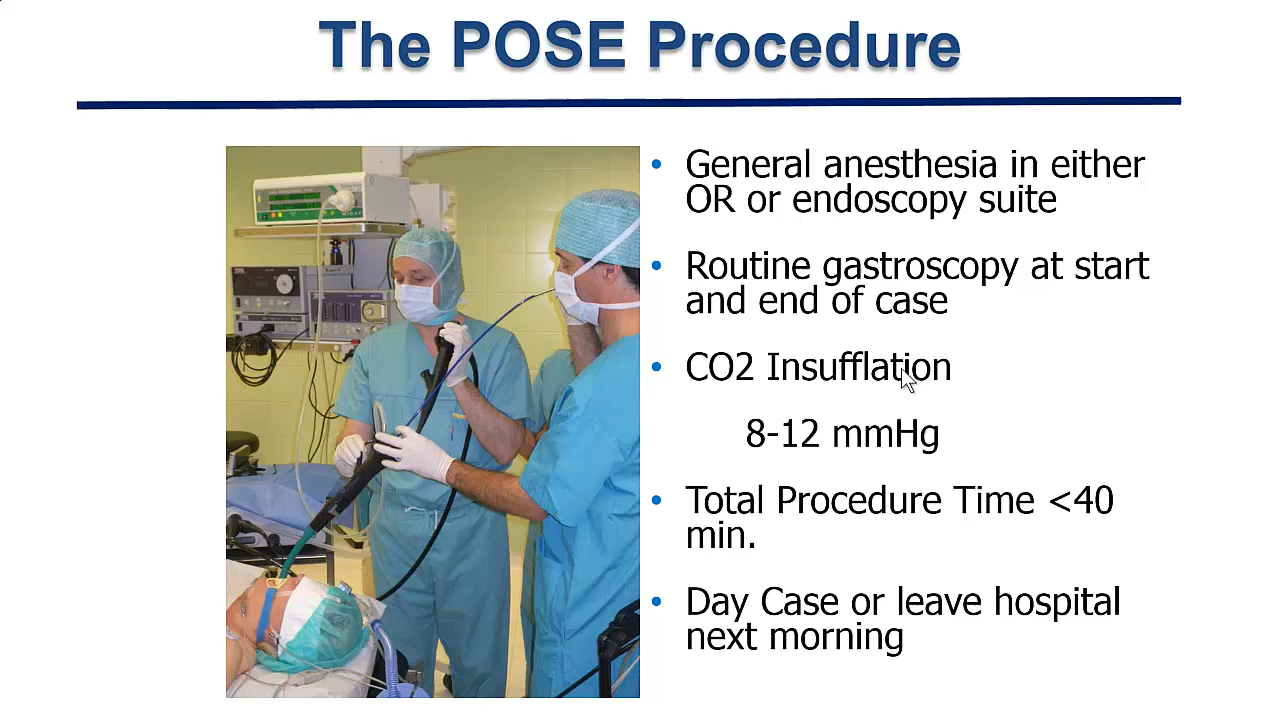 The POSE Procedure
• General anesthesia in either
OR or endoscopy suite
• Routine gastroscopy at start
and end of case
• CO2 Insufflation
8-12 mmHg
• Total Procedure Time <40
min.
• Day Case or leave hospital
next morning